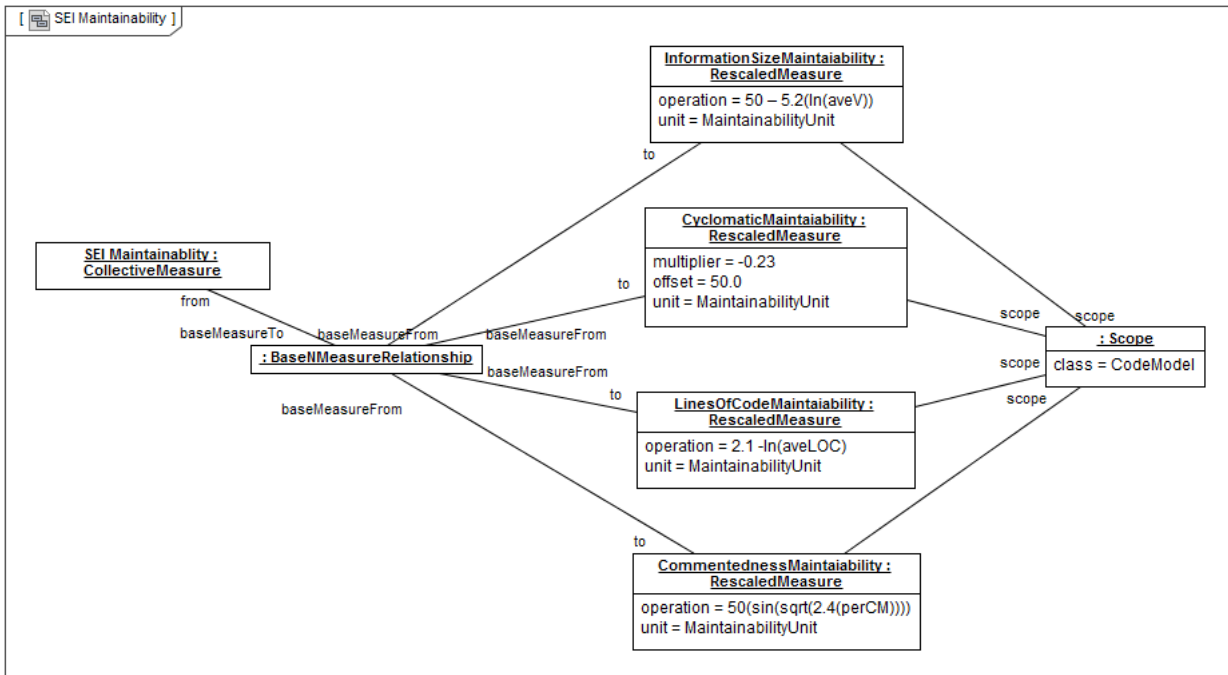 [ SEI Maintainability ]
InformationSizeMaintaiability :
RescaledMeasure
operation = 50 – 5.2(ln(aveV))
unit = MaintainabilityUnit
to
CyclomaticMaintaiability :
RescaledMeasure
multiplier = -0.23
offset = 50.0
unit = MaintainabilityUnit
SEI Maintainablity :
CollectiveMeasure
from
to
baseMeasureTo
baseMeasureFrom
baseMeasureFrom
scope
scope
: BaseNMeasureRelationship
: Scope
class = CodeModel
baseMeasureFrom
scope
to
baseMeasureFrom
scope
LinesOfCodeMaintaiability :
RescaledMeasure
operation = 2.1 -ln(aveLOC)
unit = MaintainabilityUnit
to
CommentednessMaintaiability :
RescaledMeasure
operation = 50(sin(sqrt(2.4(perCM))))
unit = MaintainabilityUnit